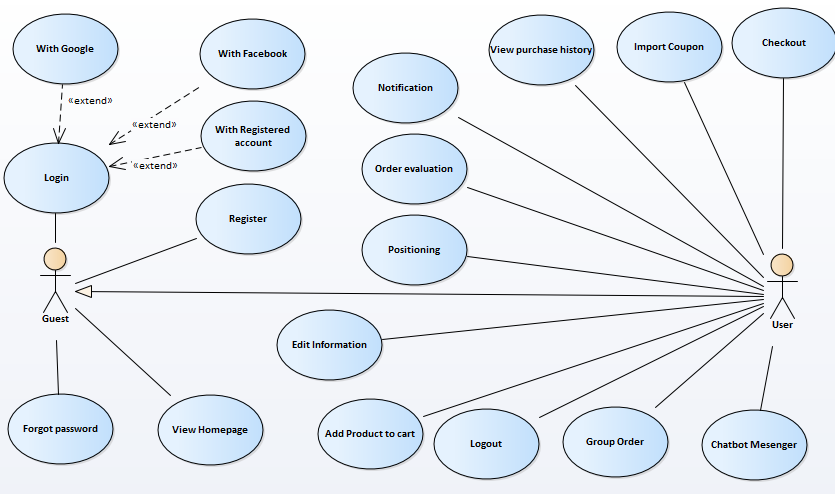 With Google
«extend»
With Facebook
«extend»
With Registered
account
«extend»
Login
Register
Guest
Forgot password
View Homepage
Notification
Order evaluation
Positioning
Edit Information
Add Product to cart
Logout
Group Order
Chatbot Mesenger
View purchase history
Import Coupon
Checkout
User